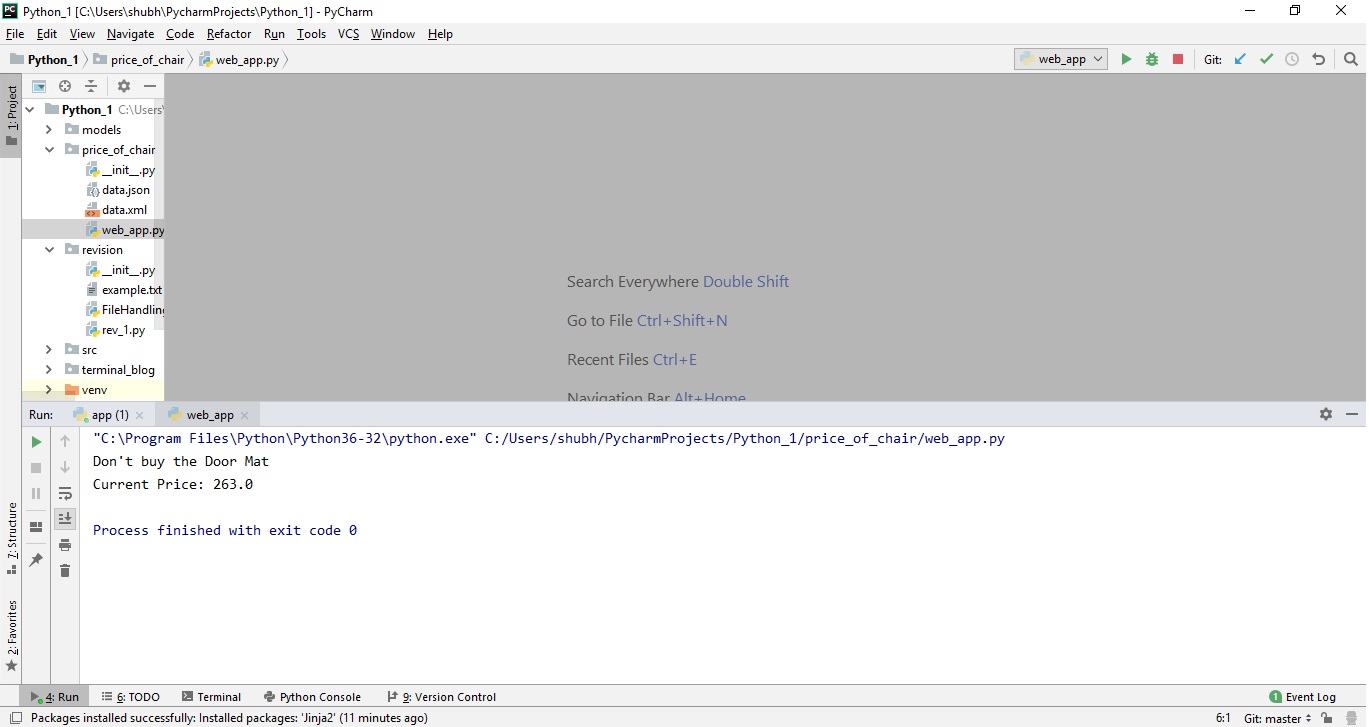 Python_1 [C:\Users\shubh\PycharmProjects\Python_1] - PyCharm
File Edit View Navigate Code Refactor Run Tools VCS Window Help
Python_1 price_of_chair web_app.py web_app Git:
1: Project
Python_1 C:\Users\
models
price_of_chair
__init__.py
data.json
data.xml
web_app.py
revision
__init__.py
example.txt
FileHandling
rev_1.py
src
terminal_blog
venv
Search Everywhere Double Shift
Go to File Ctrl+Shift+N
Recent Files Ctrl+E
Navigation Bar Alt+Home
Run: app (1) web_app
"C:\Program Files\Python\Python36-32\python.exe" C:/Users/shubh/PycharmProjects/Python_1/price_of_chair/web_app.py
Don't buy the Door Mat
Current Price: 263.0
Process finished with exit code 0
7: Structure
2: Favorites
4: Run 6: TODO Terminal Python Console 9: Version Control 1 Event Log
Packages installed successfully: Installed packages: 'Jinja2' (11 minutes ago) 6:1 Git: master